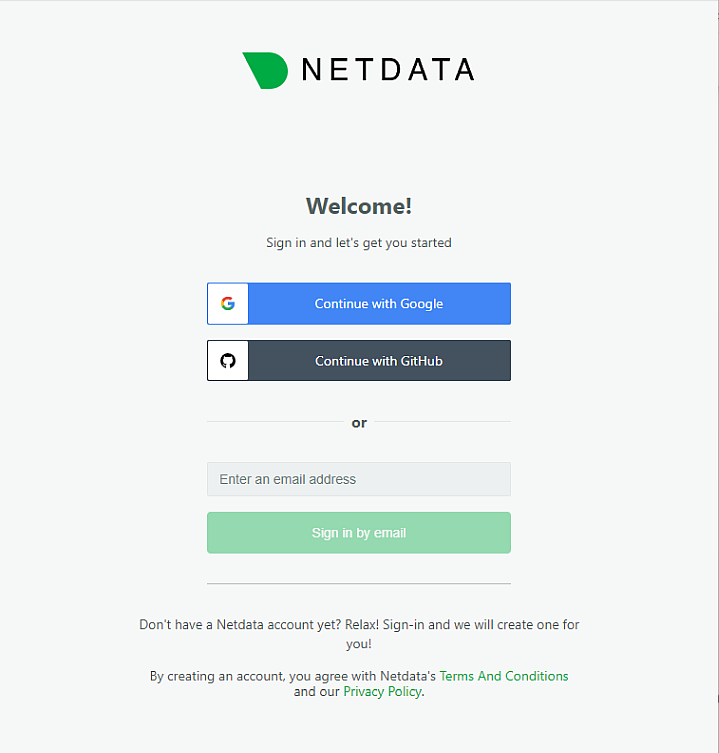 NETDATA
Welcome!
Sign in and let's get you started
Continue with Google
Continue with GitHub
or
Enter an email address
Sign in by email
Don't have a Netdata account yet? Relax! Sign-in and we will create one for
you!
By creating an account, you agree with Netdata's Terms And Conditions
and our Privacy Policy.